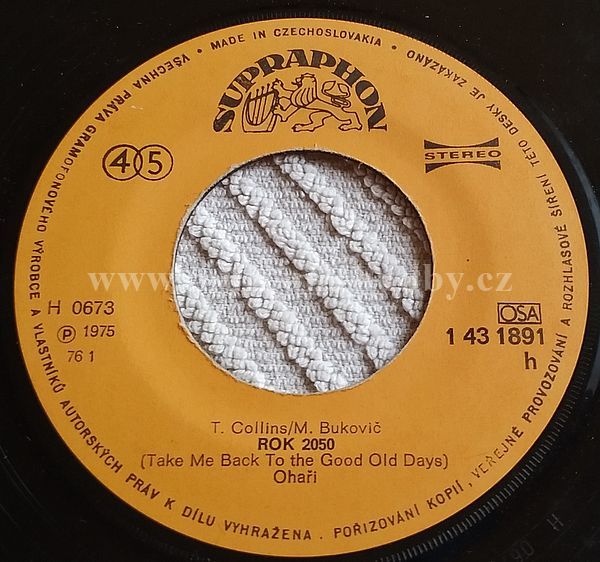 VŠECHNA PRÁVA GRAMOFONOVÉHO VÝROBCE A VLASTNÍKŮ AUTORSKÝCH PRÁV K DÍLU VYHRAŽENA . POŘIZOVÁNÍ KOPIÍ, VEŘEJNÉ PROVOZOVÁNÍ A ROZHLASOVÉ ŠÍŘENÍ TÉTO DESKY JE ZAKÁZÁNO • MADE IN CZECHOSLOVAKIA •
SUPRAPHON
45
STEREO
H 0673
℗ 1975
76 1
OSA
1 43 1891
h
T. Collins/M. Bukovič
ROK 2050
(Take Me Back To the Good Old Days)
Ohaři